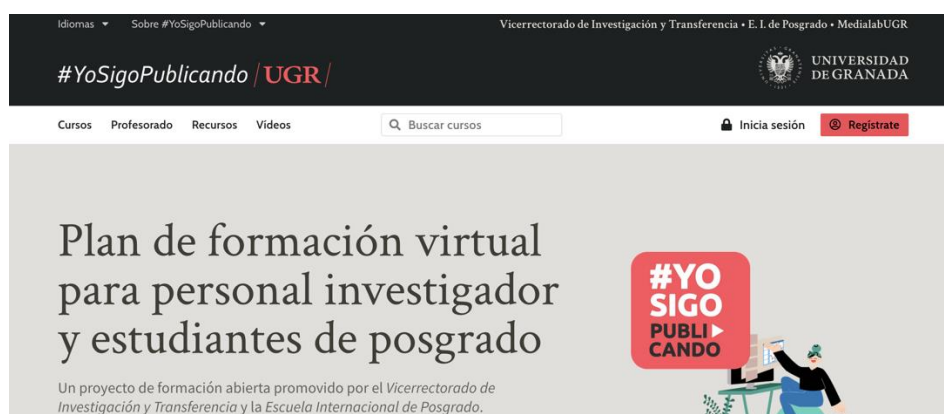 Idiomas Sobre #YoSigoPublicando Vicerrectorado de Investigación y Transferencia • E. I. de Posgrado • MedialabUGR
#YoSigoPublicando /UGR/
UNIVERSIDAD
DE GRANADA
Cursos Profesorado Recursos Vídeos Buscar cursos Inicia sesión Regístrate
Plan de formación virtual
para personal investigador
y estudiantes de posgrado
#YO
SIGO
PUBLI
CANDO
Un proyecto de formación abierta promovido por el Vicerrectorado de
Investigación y Transferencia y la Escuela Internacional de Posgrado.